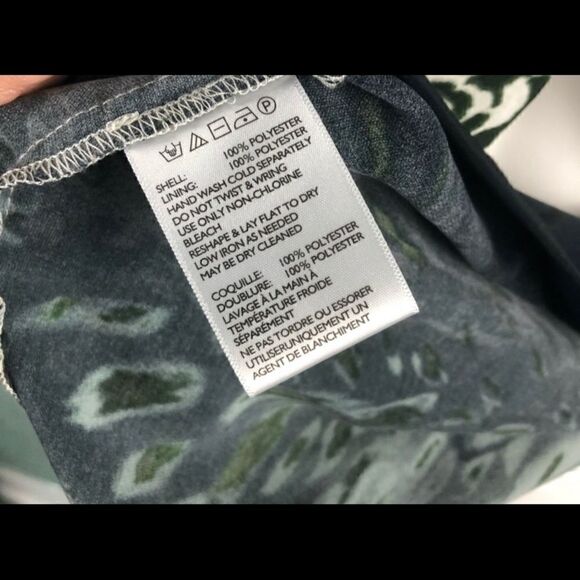 SHELL: 100% POLYESTER
LINING: 100% POLYESTER
HAND WASH COLD SEPARATELY
DO NOT TWIST & WRING
USE ONLY NON-CHLORINE
BLEACH
RESHAPE & LAY FLAT TO DRY
LOW IRON AS NEEDED
MAY BE DRY CLEANED
COQUILLE: 100% POLYESTER
DOUBLURE: 100% POLYESTER
LAVAGE À LA MAIN À
TEMPÉRATURE FROIDE
SÉPARÉMENT
NE PAS TORDRE OU ESSORER
UTILISERUNIQUEMENT UN
AGENT DE BLANCHIMENT